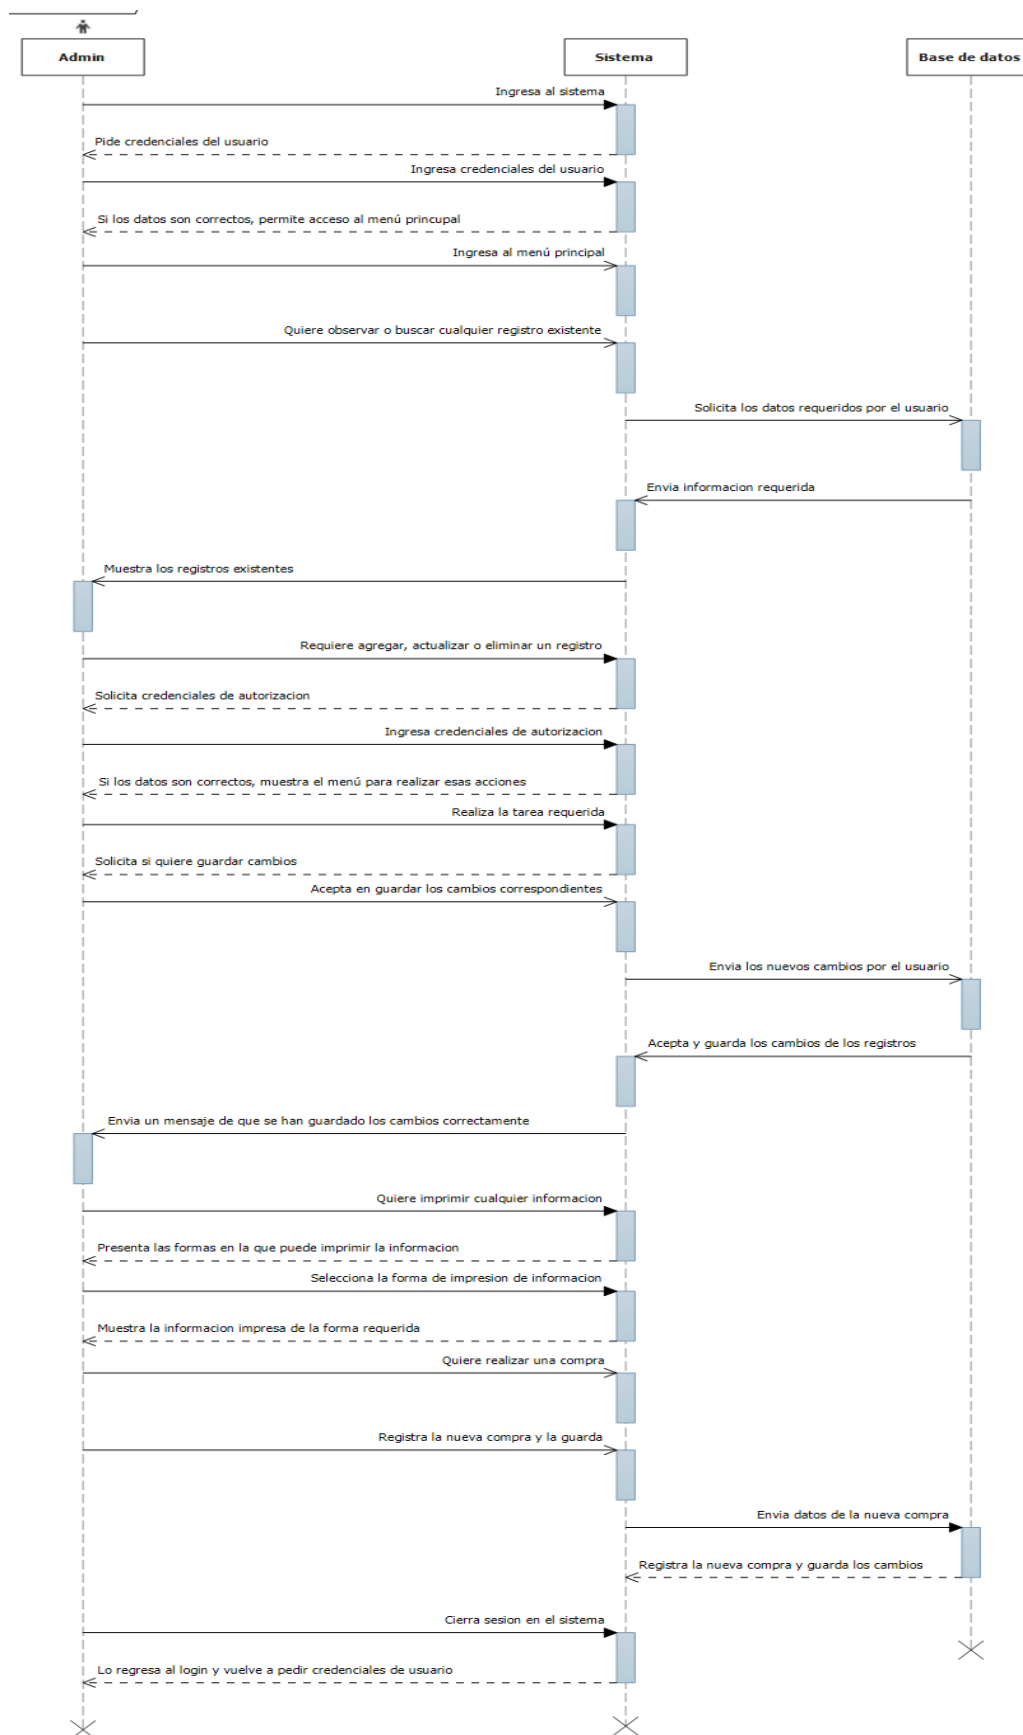 Admin
Sistema
Base de datos
Ingresa al sistema
Pide credenciales del usuario
Ingresa credenciales del usuario
Si los datos son correctos, permite acceso al menú princupal
Ingresa al menú principal
Quiere observar o buscar cualquier registro existente
Solicita los datos requeridos por el usuario
Envia informacion requerida
Muestra los registros existentes
Requiere agregar, actualizar o eliminar un registro
Solicita credenciales de autorizacion
Ingresa credenciales de autorizacion
Si los datos son correctos, muestra el menú para realizar esas acciones
Realiza la tarea requerida
Solicita si quiere guardar cambios
Acepta en guardar los cambios correspondientes
Envia los nuevos cambios por el usuario
Acepta y guarda los cambios de los registros
Envia un mensaje de que se han guardado los cambios correctamente
Quiere imprimir cualquier informacion
Presenta las formas en la que puede imprimir la informacion
Selecciona la forma de impresion de informacion
Muestra la informacion impresa de la forma requerida
Quiere realizar una compra
Registra la nueva compra y la guarda
Envia datos de la nueva compra
Registra la nueva compra y guarda los cambios
Cierra sesion en el sistema
Lo regresa al login y vuelve a pedir credenciales de usuario